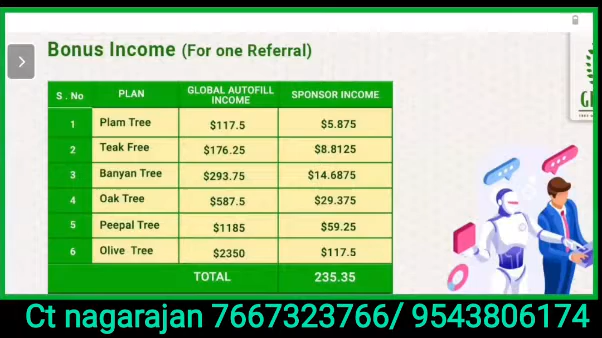 Bonus Income (For one Referral)
S . No PLAN GLOBAL AUTOFILL INCOME SPONSOR INCOME
1 Plam Tree $117.5 $5.875
2 Teak Free $176.25 $8.8125
3 Banyan Tree $293.75 $14.6875
4 Oak Tree $587.5 $29.375
5 Peepal Tree $1185 $59.25
6 Olive Tree $2350 $117.5
TOTAL 235.35
Ct nagarajan 7667323766/ 9543806174